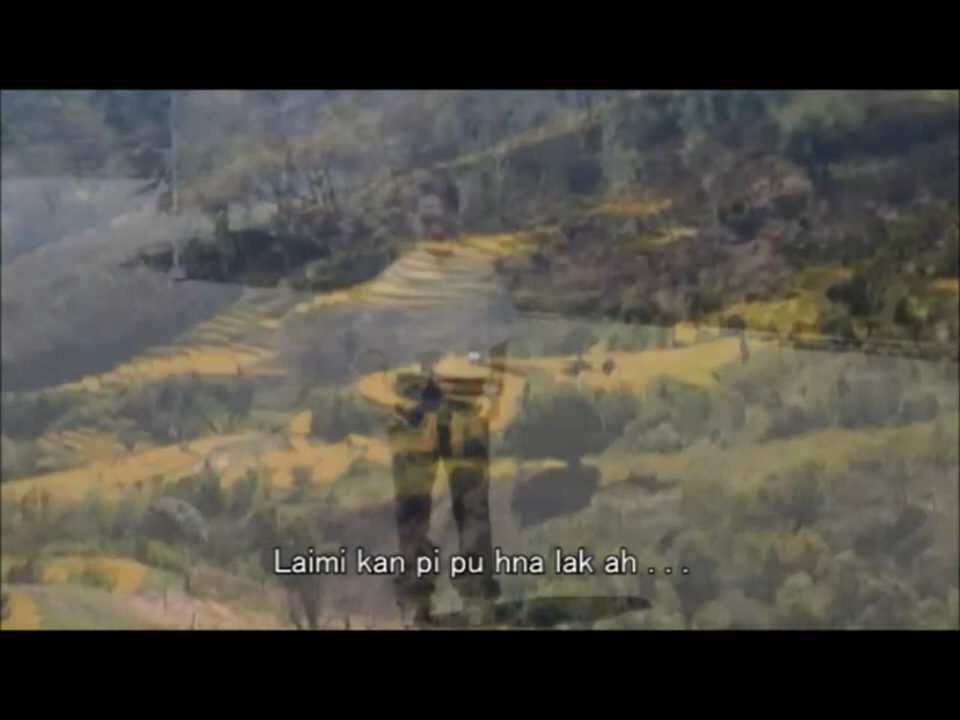 Laimi kan pi pu hna lak ah . . .